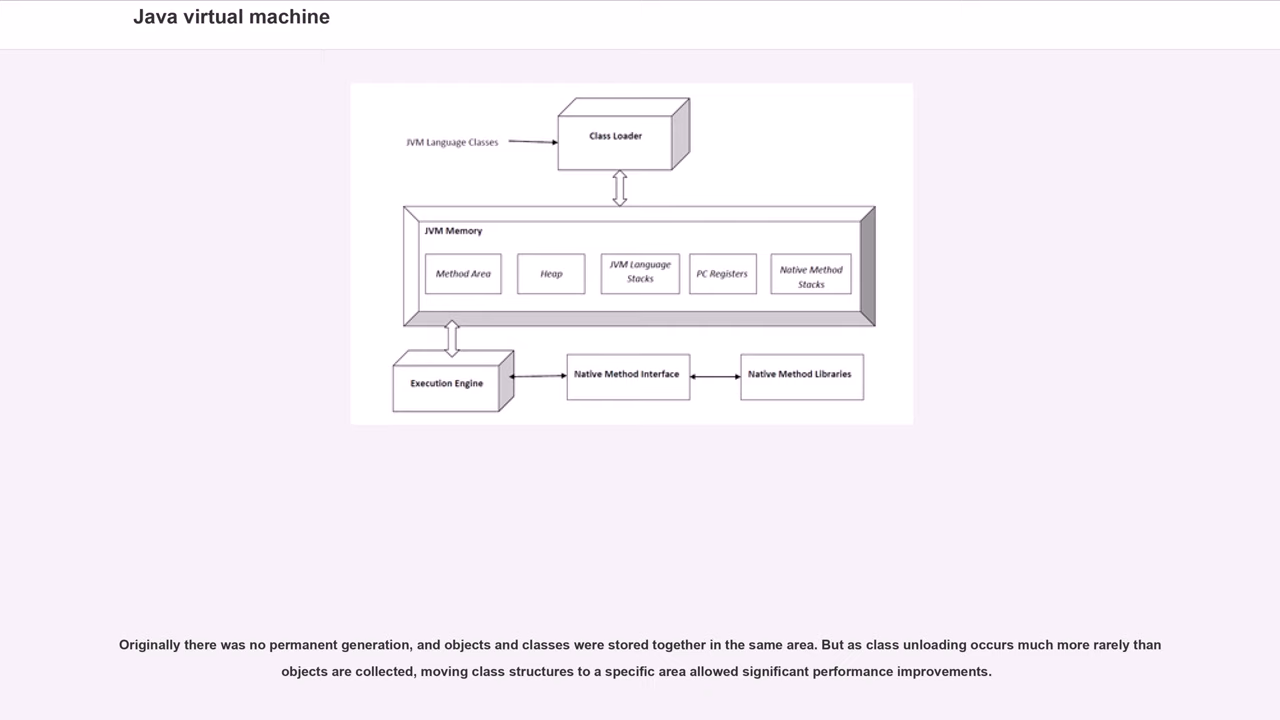 Java virtual machine
Class Loader
JVM Language Classes
JVM Memory
Method Area
Heap
JVM Language
Stacks
PC Registers
Native Method
Stacks
Execution Engine
Native Method Interface
Native Method Libraries
Originally there was no permanent generation, and objects and classes were stored together in the same area. But as class unloading occurs much more rarely than
objects are collected, moving class structures to a specific area allowed significant performance improvements.